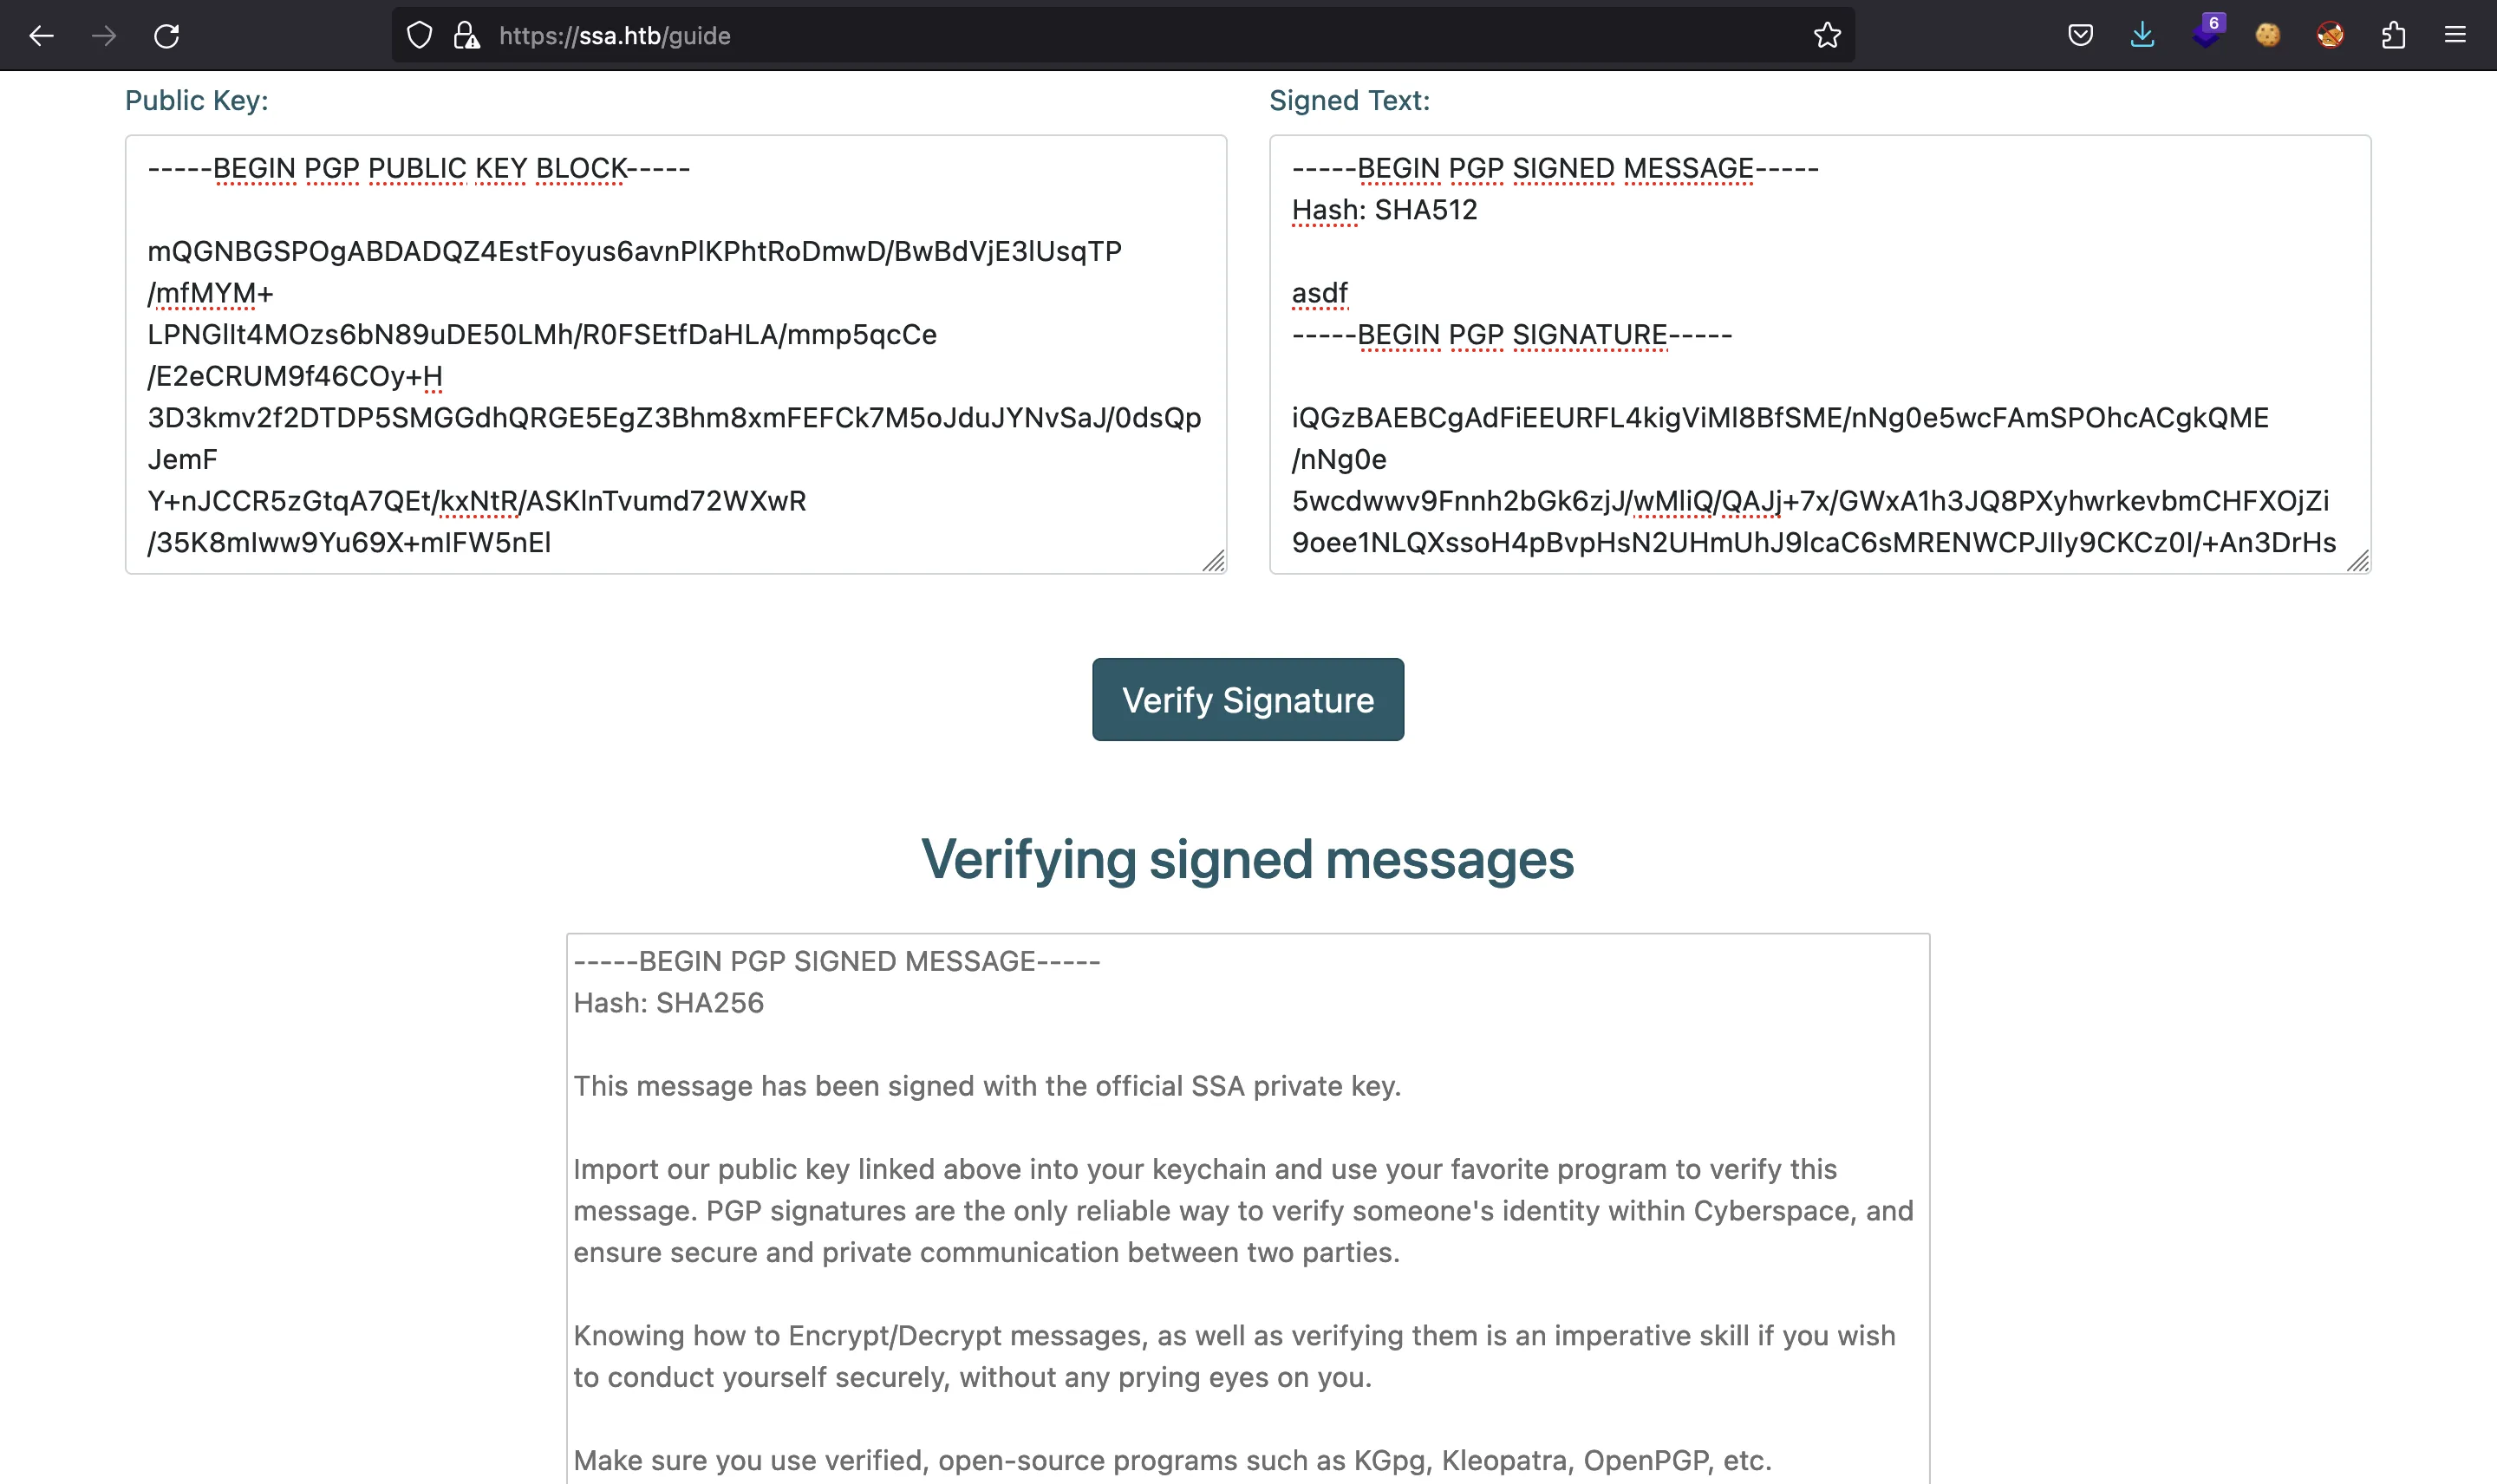 https://ssa.htb/guide
6
Public Key:
-----BEGIN PGP PUBLIC KEY BLOCK-----
mQGNBGSPOgABDADQZ4EstFoyus6avnPlKPhtRoDmwD/BwBdVjE3lUsqTP
/mfMYM+
LPNGlIt4MOzs6bN89uDE50LMh/R0FSEtfDaHLA/mmp5qcCe
/E2eCRUM9f46COy+H
3D3kmv2f2DTDP5SMGGdhQRGE5EgZ3Bhm8xmFEFCk7M5oJduJYNvSaJ/0dsQp
JemF
Y+nJCCR5zGtqA7QEt/kxNtR/ASKlnTvumd72WXwR
/35K8mIww9Yu69X+mIFW5nEl
Signed Text:
-----BEGIN PGP SIGNED MESSAGE-----
Hash: SHA512
asdf
-----BEGIN PGP SIGNATURE-----
iQGzBAEBCgAdFiEEURFL4kigViMl8BfSME/nNg0e5wcFAmSPOhcACgkQME
/nNg0e
5wcdwwv9Fnnh2bGk6zjJ/wMliQ/QAJj+7x/GWxA1h3JQ8PXyhwrkevbmCHFXOjZi
9oee1NLQXssoH4pBvpHsN2UHmUhJ9lcaC6sMRENWCPJIIy9CKCz0I/+An3DrHs
Verify Signature
Verifying signed messages
-----BEGIN PGP SIGNED MESSAGE-----
Hash: SHA256
This message has been signed with the official SSA private key.
Import our public key linked above into your keychain and use your favorite program to verify this
message. PGP signatures are the only reliable way to verify someone's identity within Cyberspace, and
ensure secure and private communication between two parties.
Knowing how to Encrypt/Decrypt messages, as well as verifying them is an imperative skill if you wish
to conduct yourself securely, without any prying eyes on you.
Make sure you use verified, open-source programs such as KGpg, Kleopatra, OpenPGP, etc.